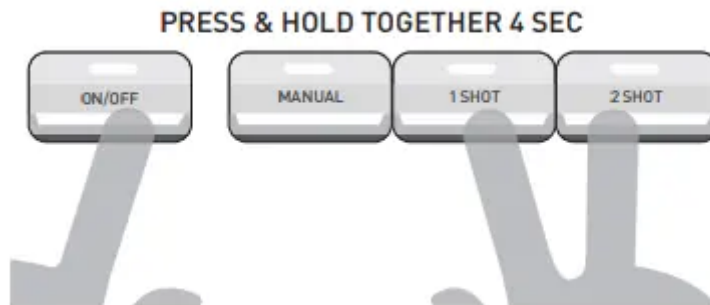 PRESS & HOLD TOGETHER 4 SEC
ON/OFF MANUAL 1 SHOT 2 SHOT